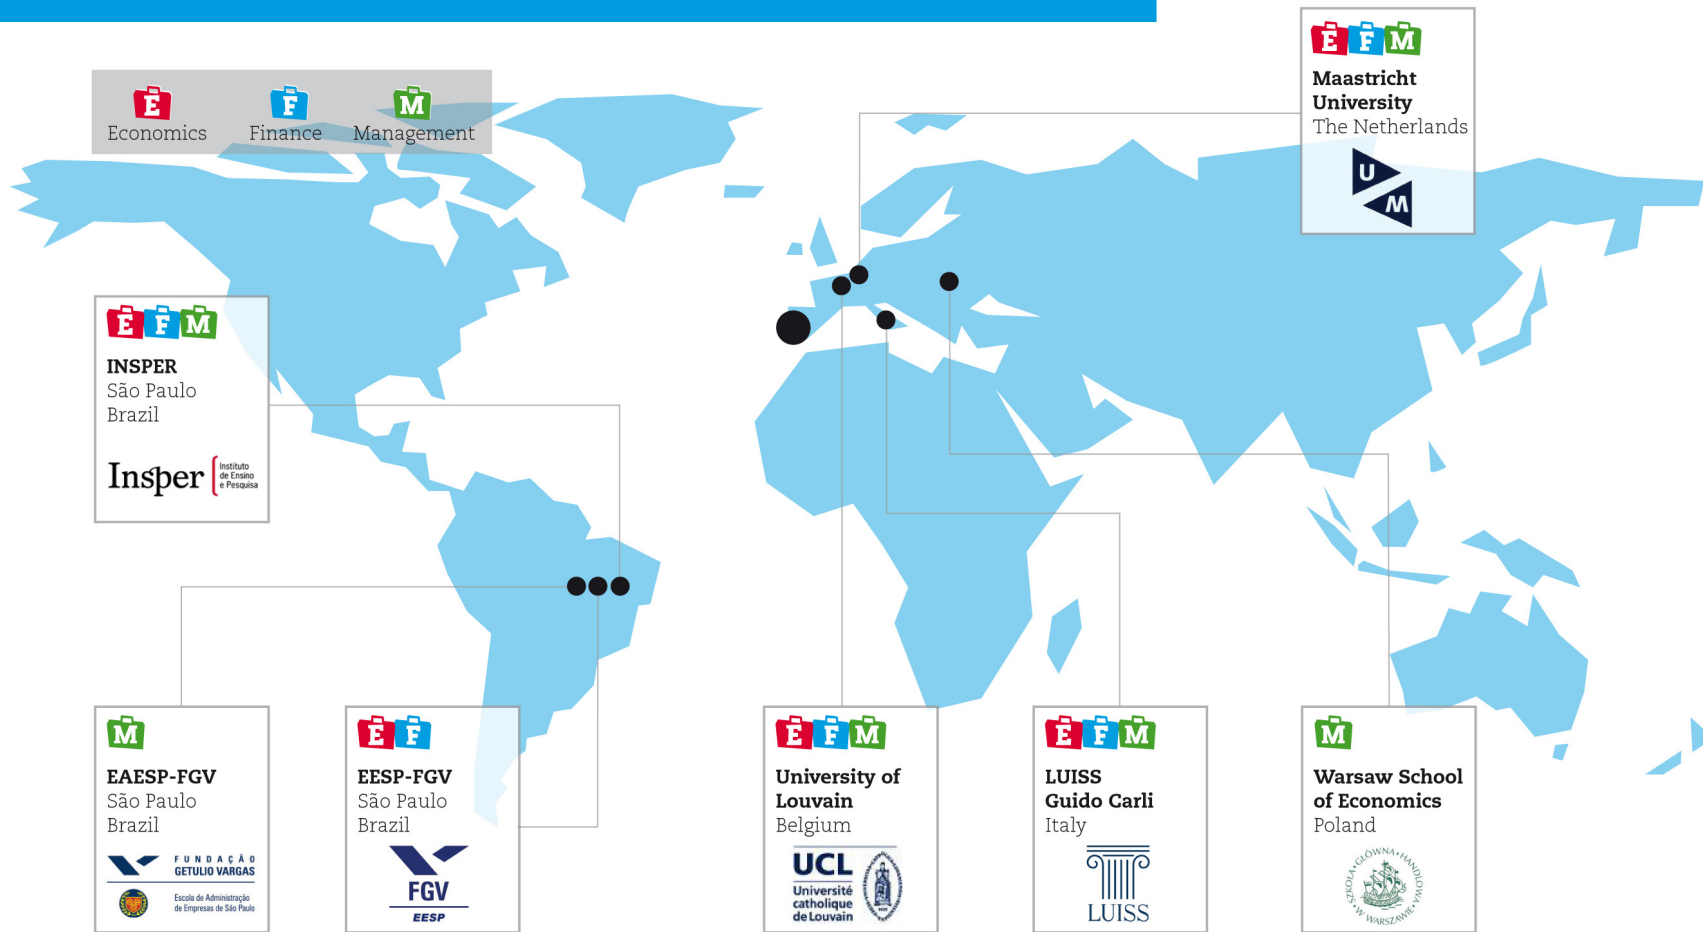 E
F
M
Economics
Finance
Management
E F M
Maastricht
University
The Netherlands
U
M
E F M
INSPER
São Paulo
Brazil
Insper
Instituto
de Ensino
e Pesquisa
M
EAESP-FGV
São Paulo
Brazil
FUNDAÇÃO
GETULIO VARGAS
Escola de Administração
de Empresas de São Paulo
E F
EESP-FGV
São Paulo
Brazil
FGV
EESP
E F M
University of
Louvain
Belgium
UCL
Université
catholique
de Louvain
E F M
LUISS
Guido Carli
Italy
LUISS
M
Warsaw School
of Economics
Poland
SZKOŁA GŁÓWNA HANDLOWA
W WARSZAWIE